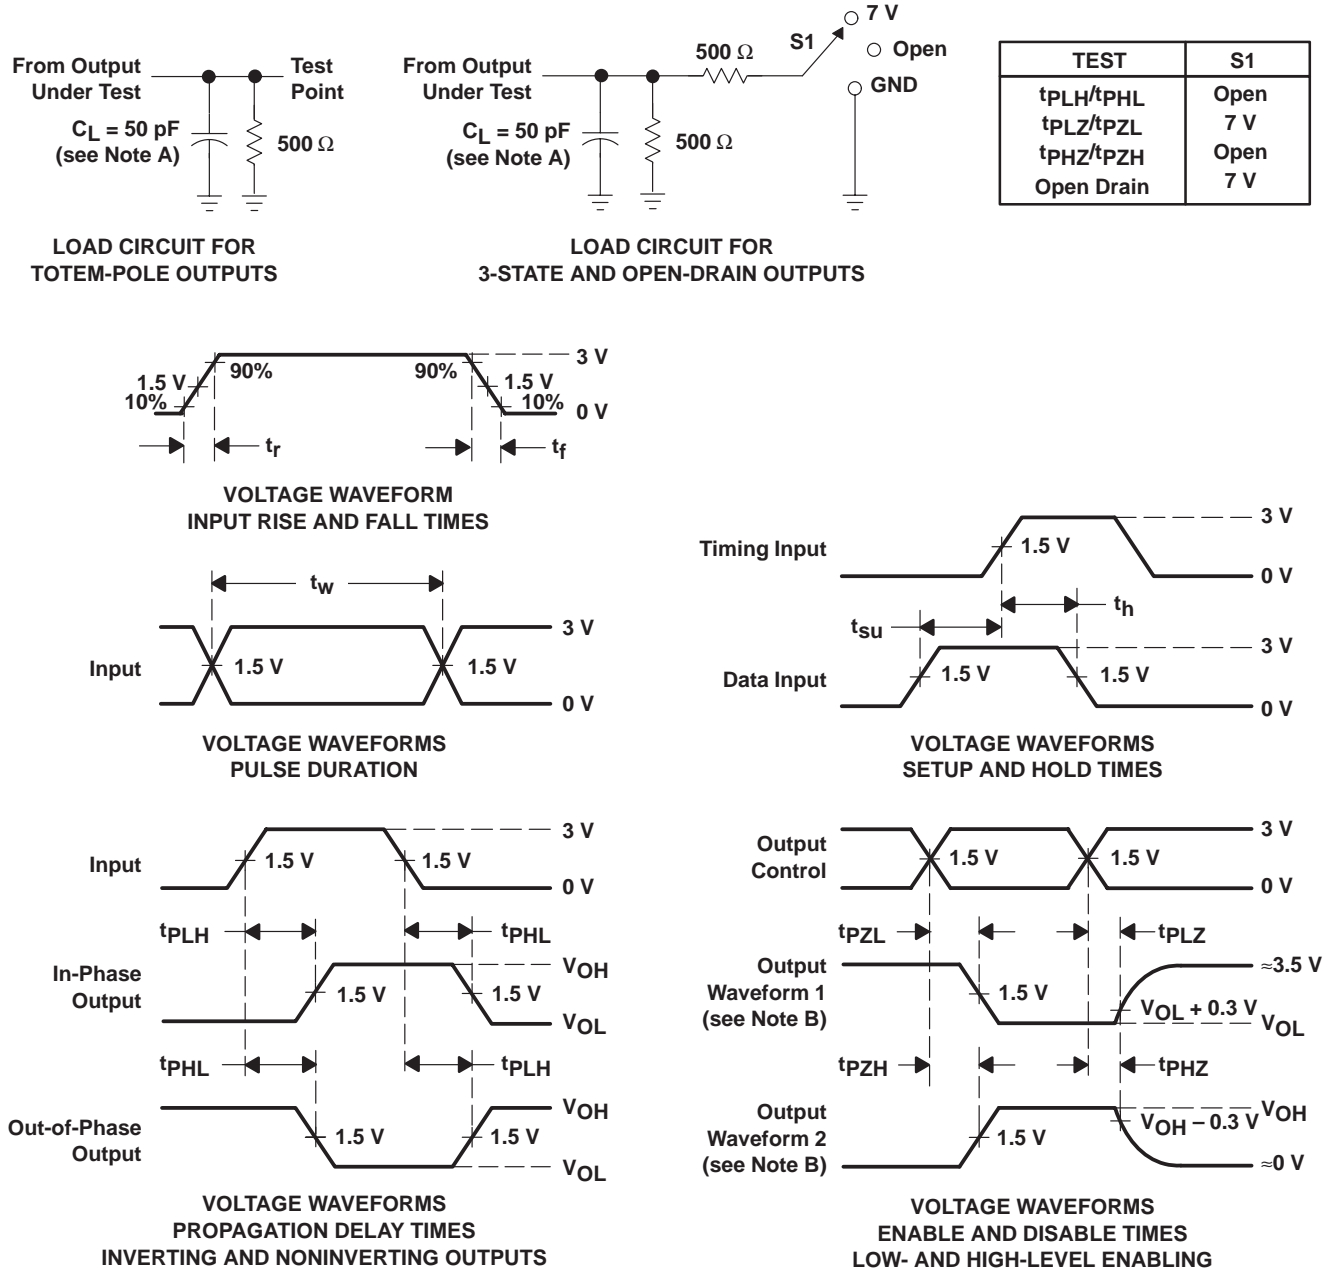 From Output
Under Test
Test
Point
CL = 50 pF
(see Note A)
500 Ω
LOAD CIRCUIT FOR
TOTEM-POLE OUTPUTS
From Output
Under Test
CL = 50 pF
(see Note A)
500 Ω
500 Ω
S1
7 V
Open
GND
LOAD CIRCUIT FOR
3-STATE AND OPEN-DRAIN OUTPUTS
TEST S1
tPLH/tPHL Open
tPLZ/tPZL 7 V
tPHZ/tPZH Open
Open Drain 7 V
90% 90% 3 V
1.5 V 1.5 V
10% 10% 0 V
tr tf
VOLTAGE WAVEFORM
INPUT RISE AND FALL TIMES
tw
3 V
Input 1.5 V 1.5 V
0 V
VOLTAGE WAVEFORMS
PULSE DURATION
3 V
Timing Input 1.5 V
0 V
th
tsu
3 V
Data Input 1.5 V 1.5 V
0 V
VOLTAGE WAVEFORMS
SETUP AND HOLD TIMES
3 V
Input 1.5 V 1.5 V
0 V
tPLH tPHL
In-Phase
Output
VOH
1.5 V 1.5 V
VOL
tPHL tPLH
Out-of-Phase
Output
VOH
1.5 V 1.5 V
VOL
VOLTAGE WAVEFORMS
PROPAGATION DELAY TIMES
INVERTING AND NONINVERTING OUTPUTS
Output
Control
3 V
1.5 V 1.5 V
0 V
tPZL tPLZ
Output
Waveform 1
(see Note B)
≈3.5 V
1.5 V
VOL + 0.3 V VOL
tPZH tPHZ
Output
Waveform 2
(see Note B)
VOH
1.5 V VOH – 0.3 V
≈0 V
VOLTAGE WAVEFORMS
ENABLE AND DISABLE TIMES
LOW- AND HIGH-LEVEL ENABLING